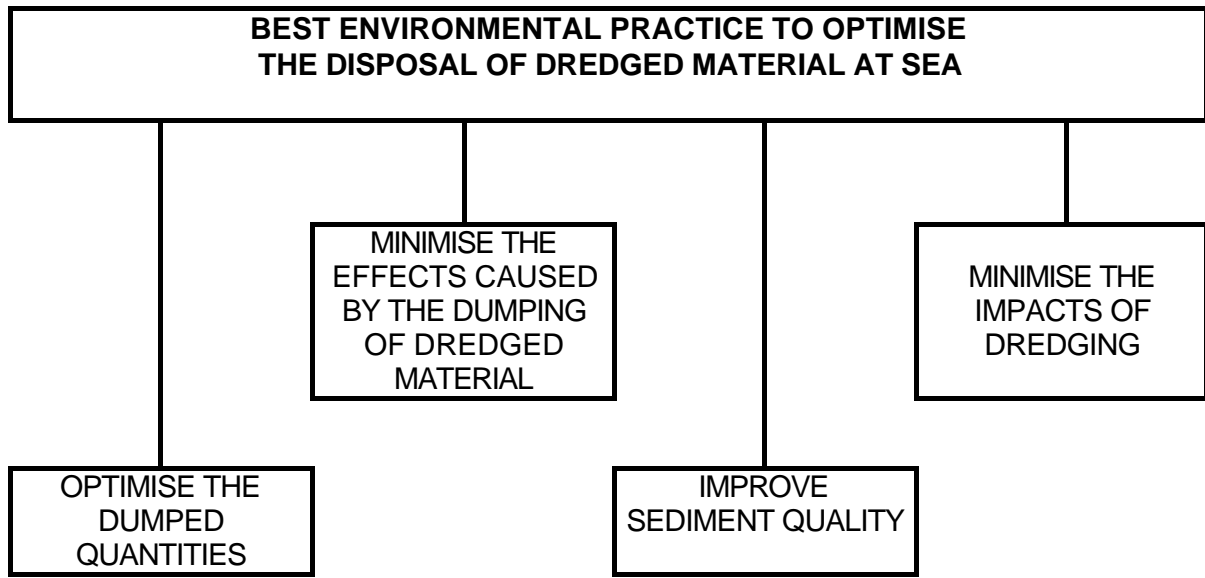 BEST ENVIRONMENTAL PRACTICE TO OPTIMISE
THE DISPOSAL OF DREDGED MATERIAL AT SEA
MINIMISE THE
EFFECTS CAUSED
BY THE DUMPING
OF DREDGED
MATERIAL
MINIMISE THE
IMPACTS OF
DREDGING
OPTIMISE THE
DUMPED
QUANTITIES
IMPROVE
SEDIMENT QUALITY